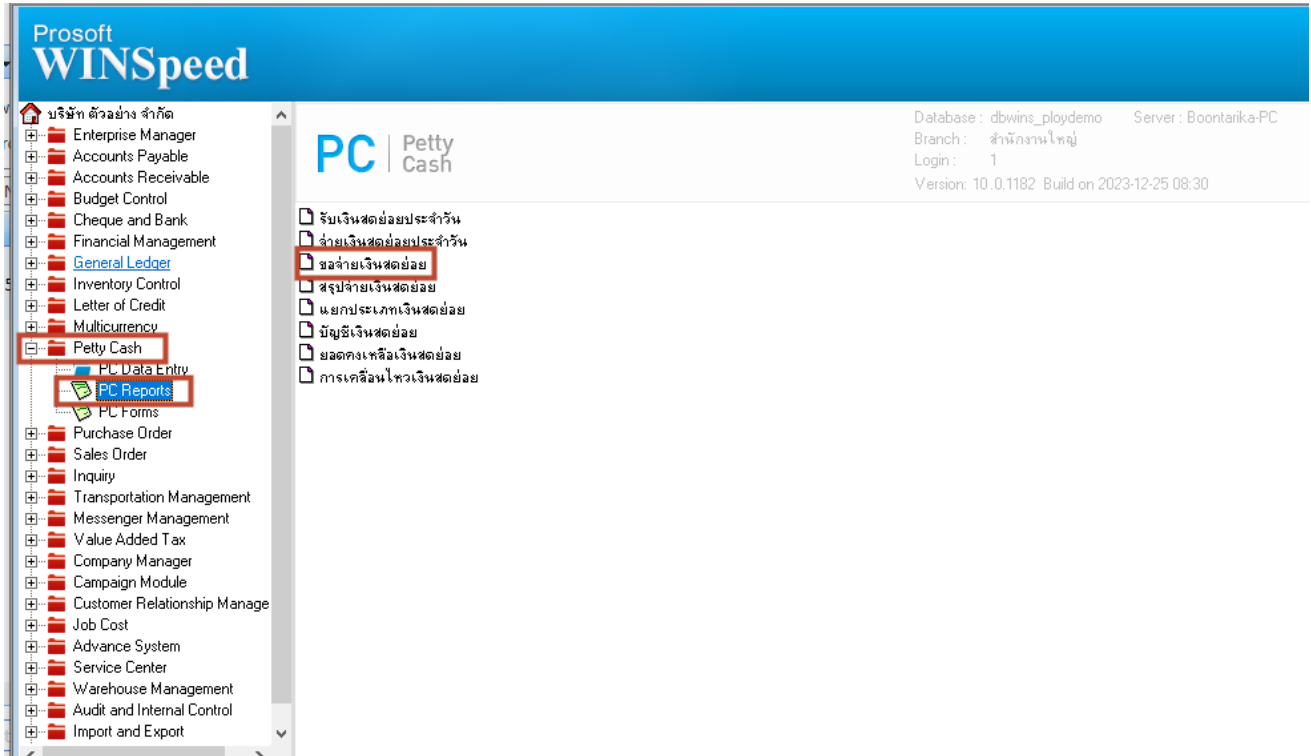 Prosoft
WINSpeed
บริษัท ตัวอย่าง จำกัด
Enterprise Manager
Accounts Payable
Accounts Receivable
Budget Control
Cheque and Bank
Financial Management
General Ledger
Inventory Control
Letter of Credit
Multicurrency
Petty Cash
PC Data Entry
PC Reports
PC Forms
Purchase Order
Sales Order
Inquiry
Transportation Management
Messenger Management
Value Added Tax
Company Manager
Campaign Module
Customer Relationship Manage
Job Cost
Advance System
Service Center
Warehouse Management
Audit and Internal Control
Import and Export
PC | Petty Cash
Database : dbwins_ploydemo Server : Boontarika-PC
Branch : สำนักงานใหญ่
Login : 1
Version: 10.0.1182 Build on 2023-12-25 08:30
รับเงินสดย่อยประจำวัน
จ่ายเงินสดย่อยประจำวัน
ขอจ่ายเงินสดย่อย
สรุปจ่ายเงินสดย่อย
แยกประเภทเงินสดย่อย
บัญชีเงินสดย่อย
ยอดคงเหลือเงินสดย่อย
การเคลื่อนไหวเงินสดย่อย